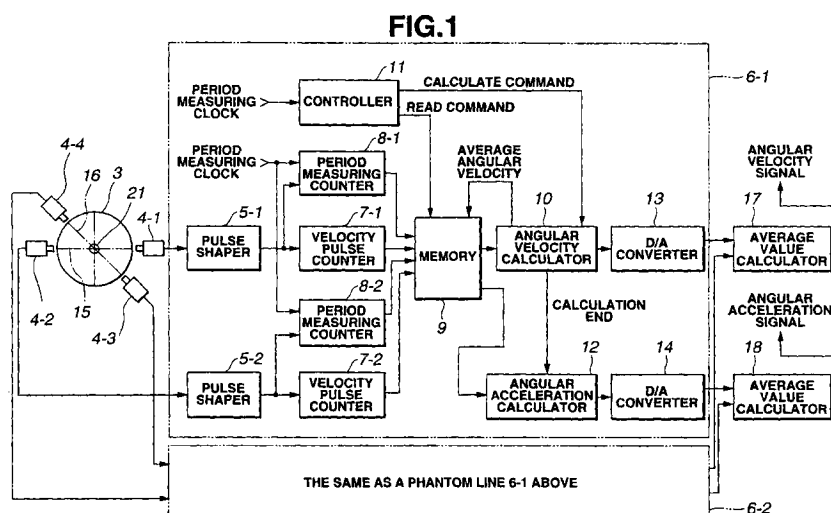 FIG.1
11
CALCULATE COMMAND
6-1
PERIOD
MEASURING
CLOCK
CONTROLLER
READ COMMAND
8-1
PERIOD
MEASURING
CLOCK
PERIOD
MEASURING
COUNTER
AVERAGE
ANGULAR
VELOCITY
ANGULAR
VELOCITY
SIGNAL
4-4
16
3
21
4-1
5-1
7-1
10
13
17
PULSE
SHAPER
VELOCITY
PULSE
COUNTER
MEMORY
ANGULAR
VELOCITY
CALCULATOR
D/A
CONVERTER
AVERAGE
VALUE
CALCULATOR
4-2
15
4-3
8-2
PERIOD
MEASURING
COUNTER
9
CALCULATION
END
ANGULAR
ACCELERATION
SIGNAL
5-2
7-2
12
14
18
PULSE
SHAPER
VELOCITY
PULSE
COUNTER
ANGULAR
ACCELERATION
CALCULATOR
D/A
CONVERTER
AVERAGE
VALUE
CALCULATOR
THE SAME AS A PHANTOM LINE 6-1 ABOVE
6-2